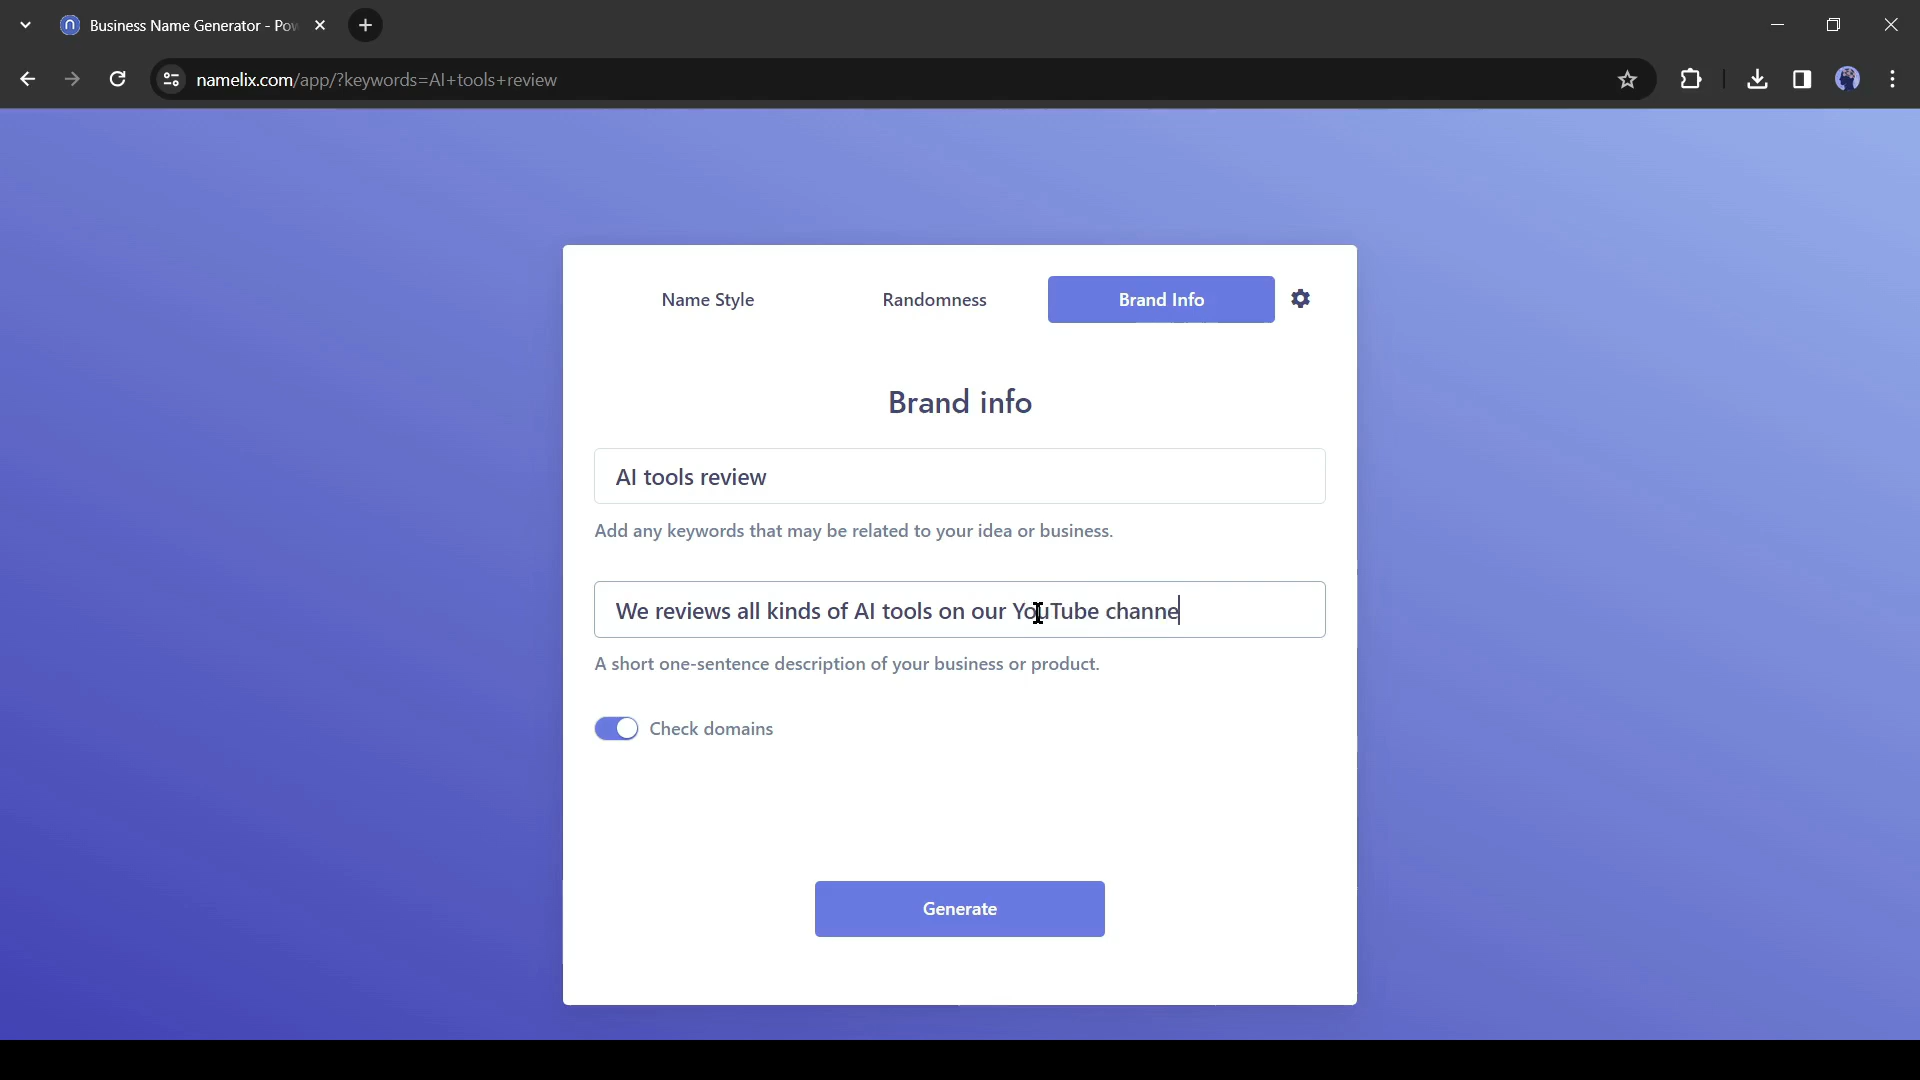 Business Name Generator - Pow
namelix.com/app/?keywords=AI+tools+review
Name Style
Randomness
Brand Info
Brand info
AI tools review
Add any keywords that may be related to your idea or business.
We reviews all kinds of AI tools on our YouTube channe
A short one-sentence description of your business or product.
Check domains
Generate